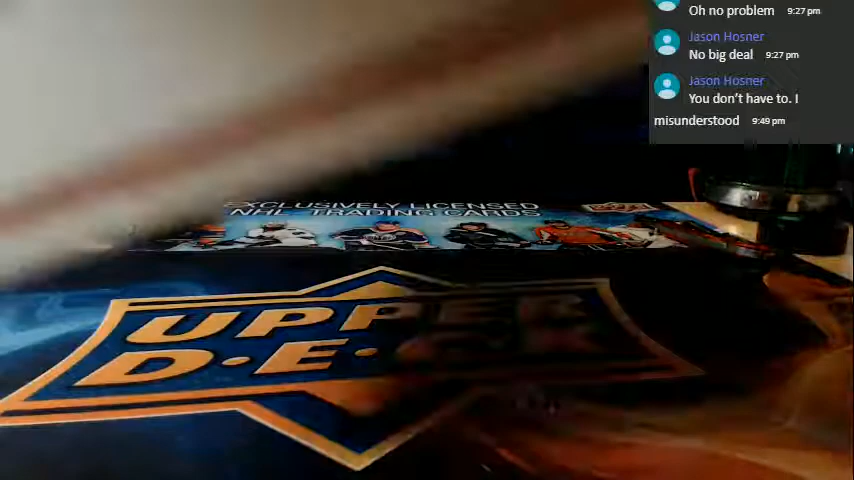 Oh no problem 9:27 pm
Jason Hosner
No big deal 9:27 pm
Jason Hosner
You don’t have to. I
misunderstood 9:49 pm
EXCLUSIVELY LICENSED
NHL TRADING CARDS
UPPER
D·E·CK